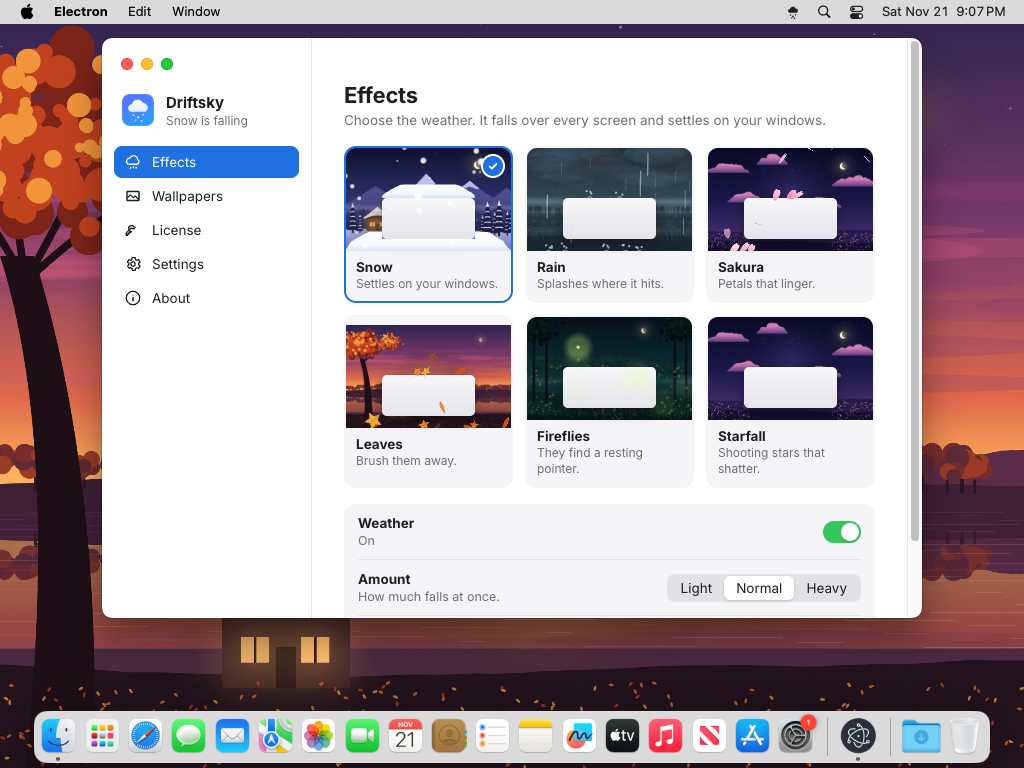 Electron Edit Window Sat Nov 21 9:07 PM
Driftsky
Snow is falling
Effects
Wallpapers
License
Settings
About
Effects
Choose the weather. It falls over every screen and settles on your windows.
Snow
Settles on your windows.
Rain
Splashes where it hits.
Sakura
Petals that linger.
Leaves
Brush them away.
Fireflies
They find a resting
pointer.
Starfall
Shooting stars that
shatter.
Weather
On
Amount
How much falls at once.
Light Normal Heavy
NOV
21
tv
1